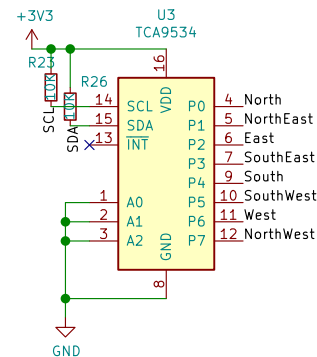 +3V3
U3
TCA9534
R23
10K
R26
10K
SCL
SDA
16
VDD
14 SCL
15 SDA
13 INT
1 A0
2 A1
3 A2
P0 4 North
P1 5 NorthEast
P2 6 East
P3 7 SouthEast
P4 9 South
P5 10 SouthWest
P6 11 West
P7 12 NorthWest
GND
8
GND